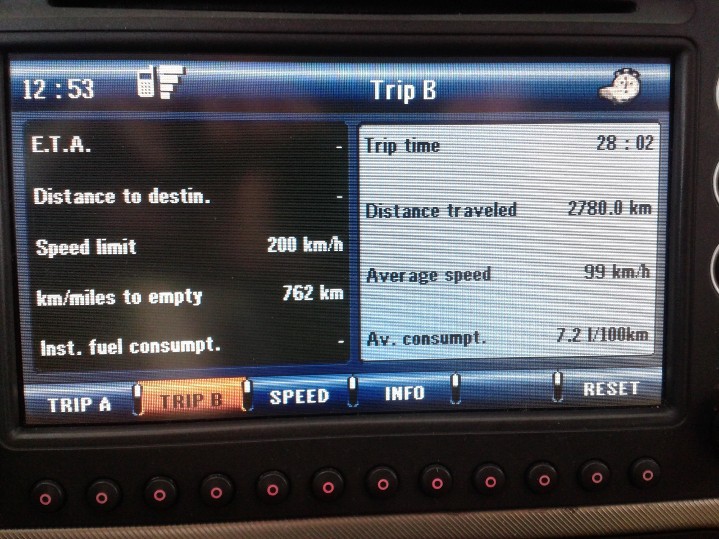 12 : 53
Trip B
E.T.A. -
Distance to destin. -
Speed limit 200 km/h
km/miles to empty 762 km
Inst. fuel consumpt. -
Trip time 28 : 02
Distance traveled 2780.0 km
Average speed 99 km/h
Av. consumpt. 7.2 l/100km
TRIP A TRIP B SPEED INFO RESET